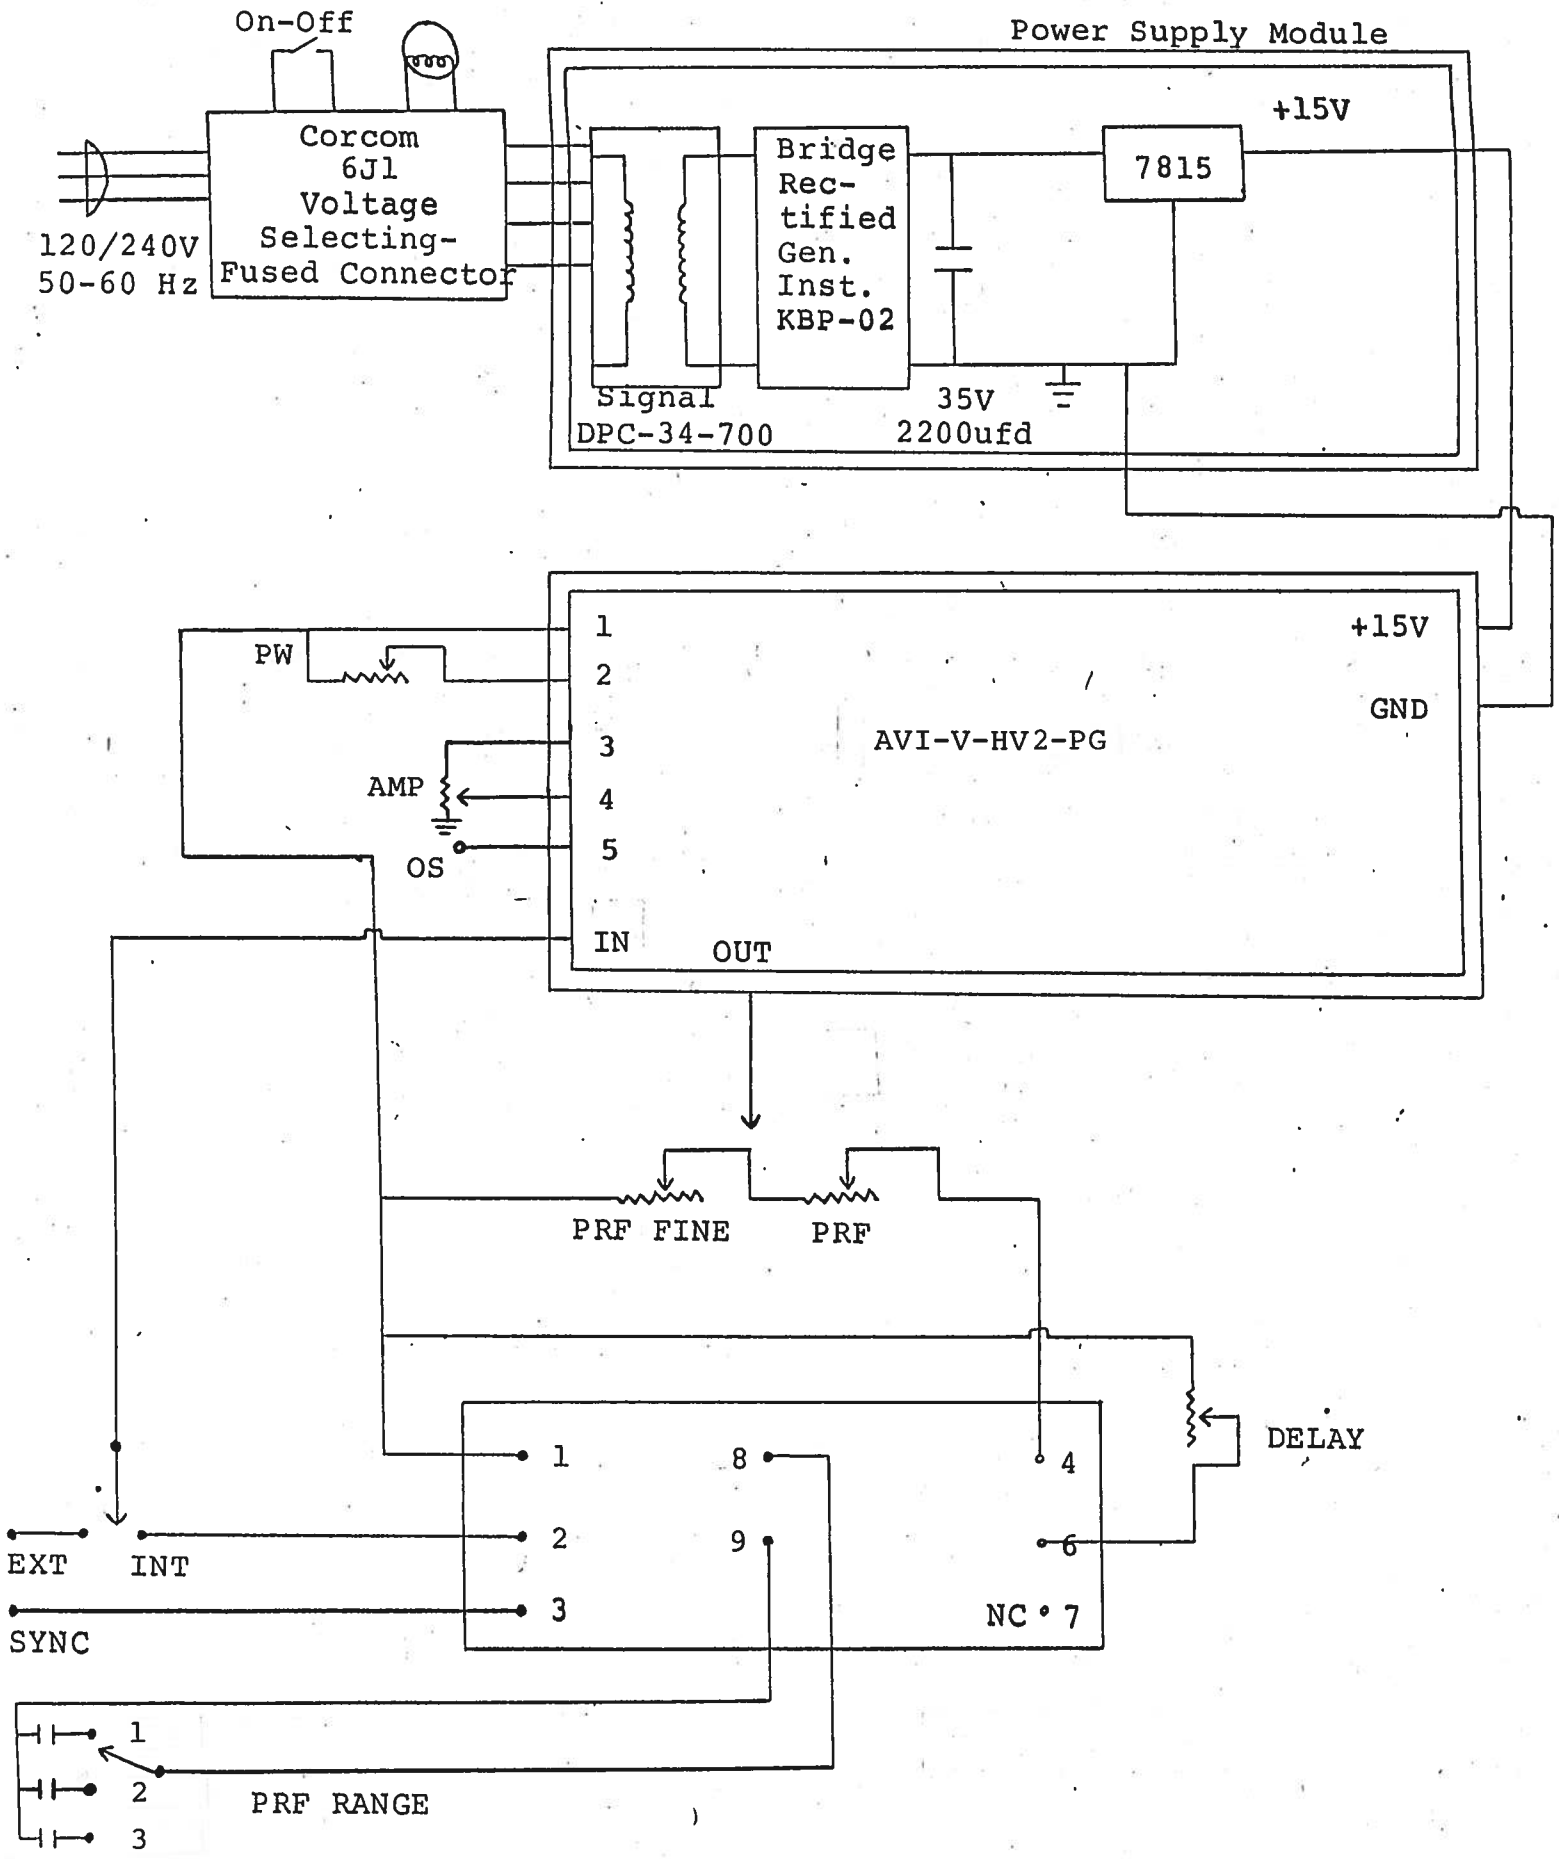 On-Off
Power Supply Module
+15V
Corcom
6J1
Voltage
Selecting-
Fused Connector
120/240V
50-60 Hz
Bridge
Rec-
tified
Gen.
Inst.
KBP-02
7815
Signal
DPC-34-700
35V
2200ufd
1
+15V
PW
2
GND
3
AVI-V-HV2-PG
AMP
4
5
OS
IN
OUT
PRF FINE
PRF
DELAY
1
8
4
2
9
6
EXT
INT
3
NC
7
SYNC
1
2
PRF RANGE
3